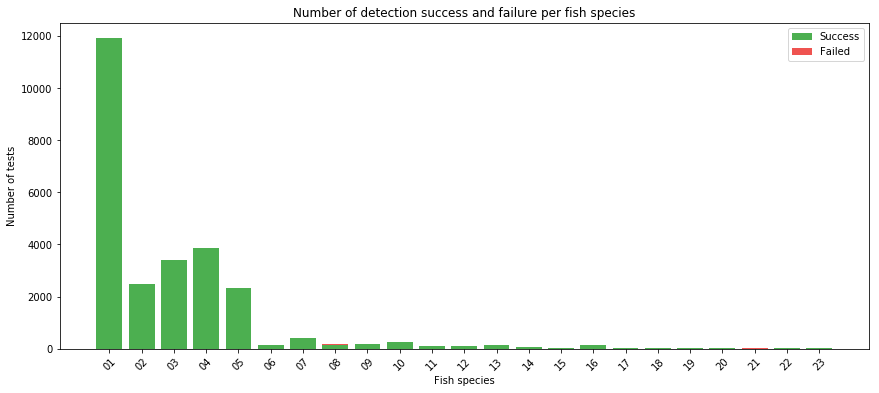 Number of detection success and failure per fish species
Success
Failed
Number of tests
12000
10000
8000
6000
4000
2000
0
01 02 03 04 05 06 07 08 09 10 11 12 13 14 15 16 17 18 19 20 21 22 23
Fish species